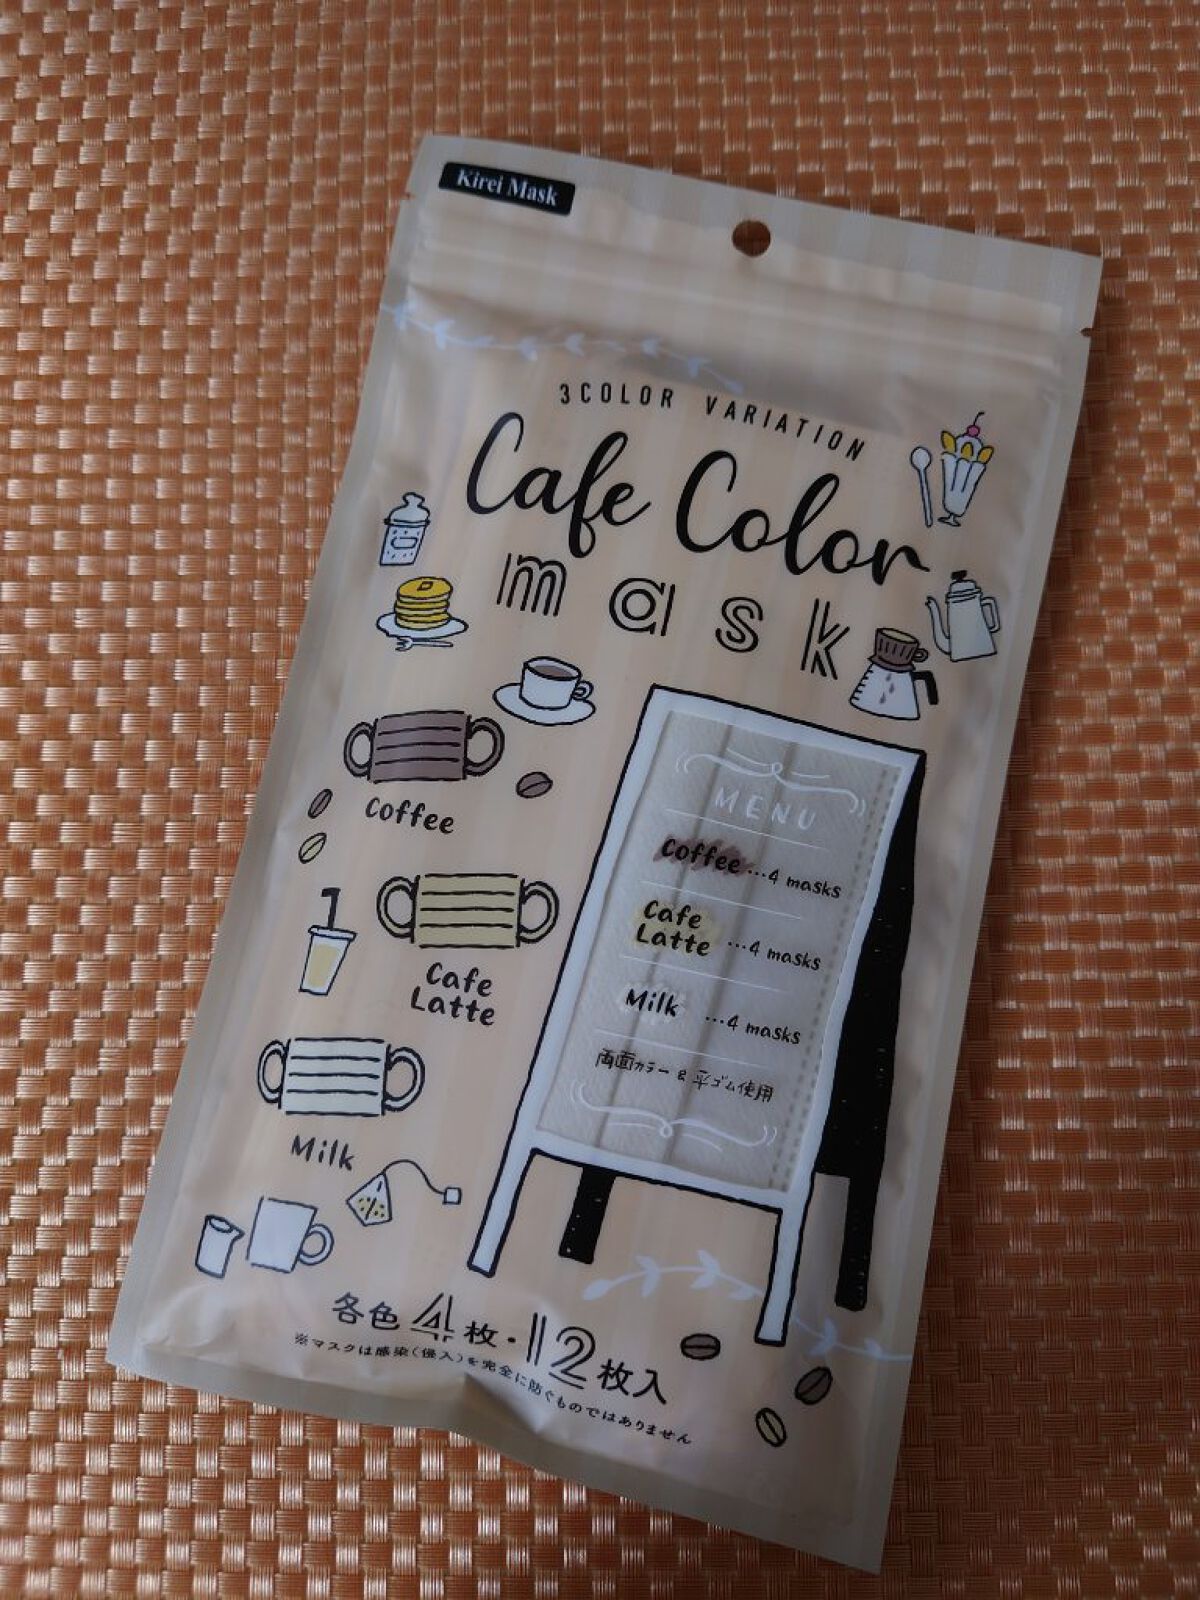 Kirei Mask
3COLOR VARIATION
Cafe Color
mask
Coffee
Cafe
Latte
Milk
MENU
Coffee…4 masks
Cafe
Latte …4 masks
Milk …4 masks
両面カラー & 平ゴム使用
各色4枚・12枚入
※マスクは感染(侵入)を完全に防ぐものではありません